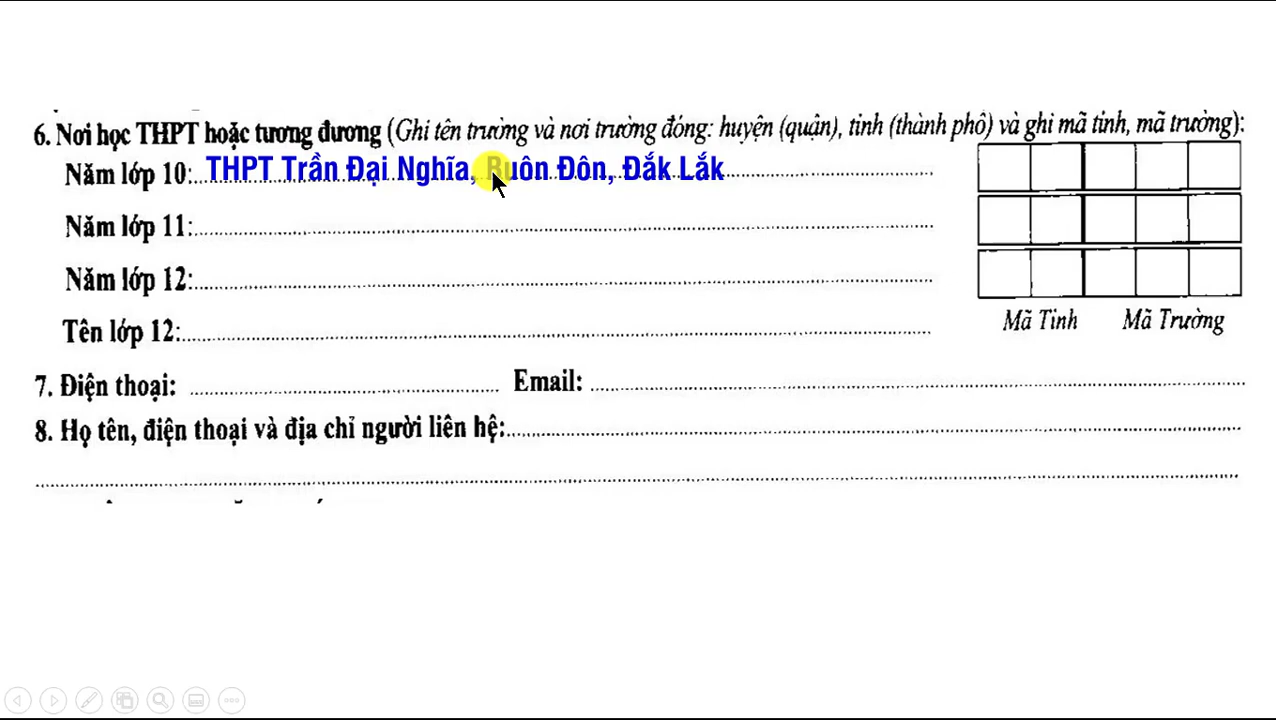 6. Nơi học THPT hoặc tương đương (Ghi tên trường và nơi trường đóng: huyện (quận), tỉnh (thành phố) và ghi mã tỉnh, mã trường):
Năm lớp 10: THPT Trần Đại Nghĩa, Buôn Đôn, Đắk Lắk
Năm lớp 11:
Năm lớp 12:
Tên lớp 12:
Mã Tỉnh Mã Trường
7. Điện thoại: Email:
8. Họ tên, điện thoại và địa chỉ người liên hệ: